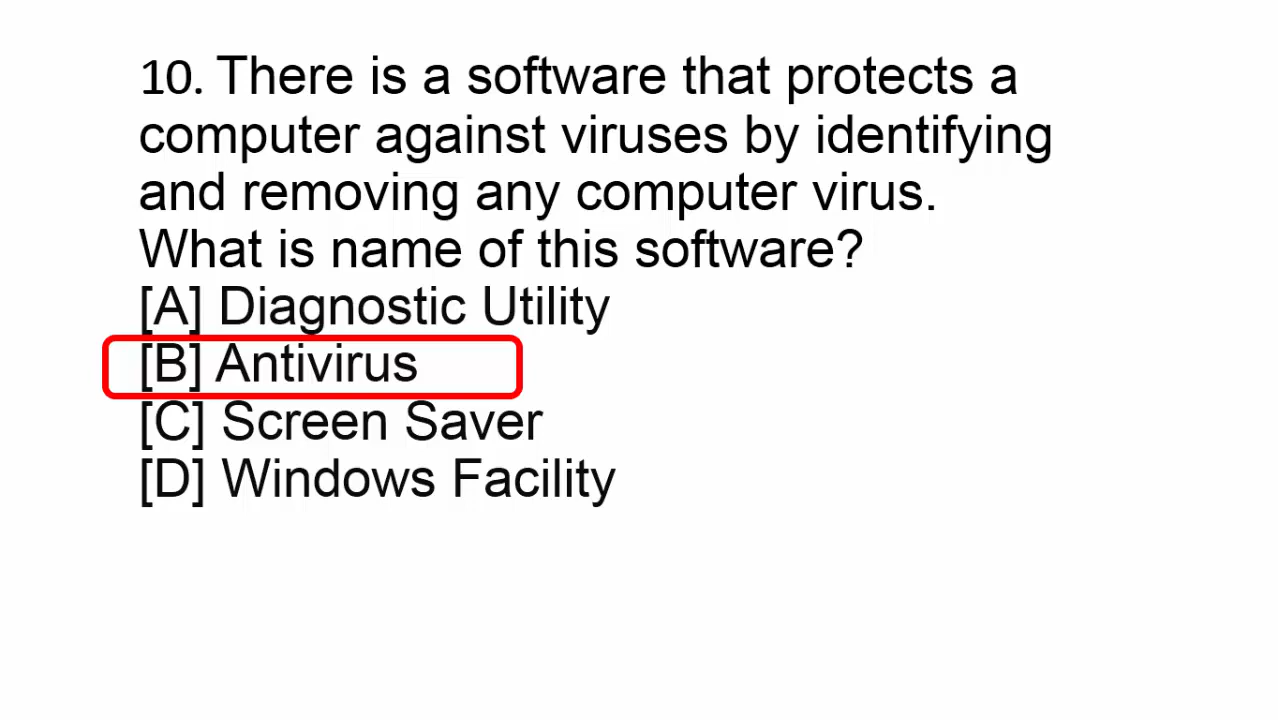 10. There is a software that protects a
computer against viruses by identifying
and removing any computer virus.
What is name of this software?
[A] Diagnostic Utility
[B] Antivirus
[C] Screen Saver
[D] Windows Facility